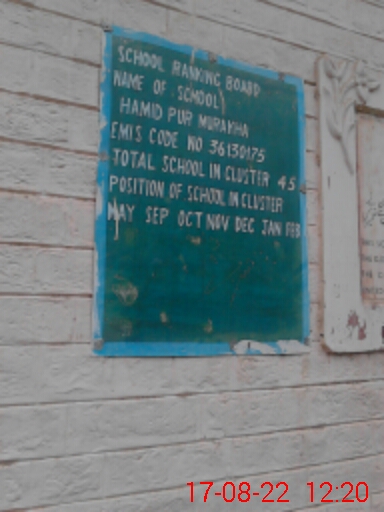 SCHOOL RANKING BOARD
NAME OF SCHOOL
HAMID PUR MURAKHA
EMIS CODE NO 36130175
TOTAL SCHOOL IN CLUSTER 45
POSITION OF SCHOOL IN CLUSTER
MAY SEP OCT NOV DEC JAN FEB
17-08-22 12:20